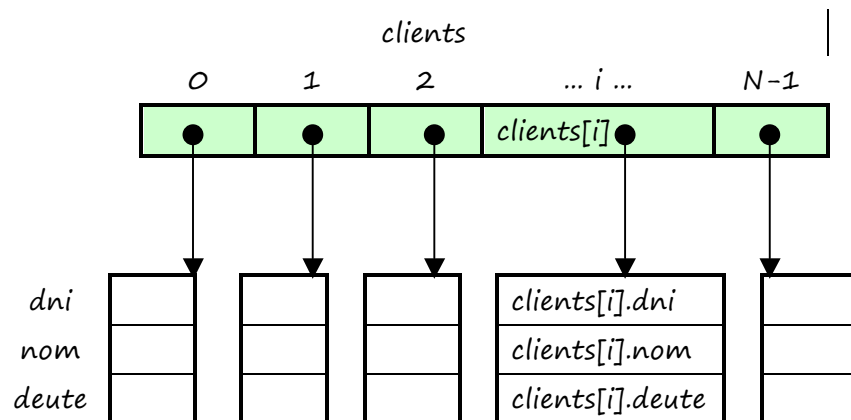 clients
0 1 2 ... i ... N-1
clients[i]
dni clients[i].dni
nom clients[i].nom
deute clients[i].deute